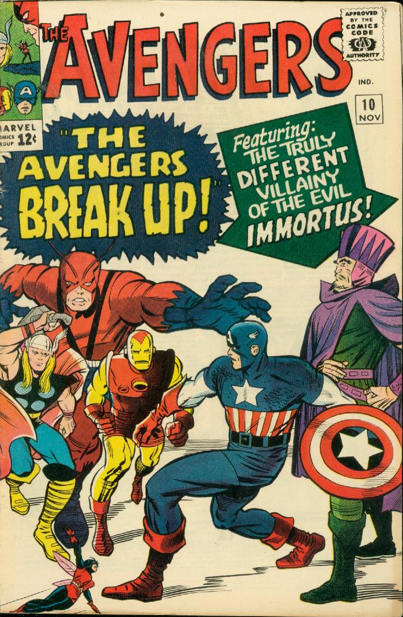 THE
AVENGERS
APPROVED
BY THE
COMICS
CODE
AUTHORITY
IND.
10
NOV
MARVEL
COMICS
GROUP 12¢
A
"THE
AVENGERS
BREAK UP!"
Featuring:
THE TRULY
DIFFERENT
VILLAINY
OF THE EVIL
IMMORTUS!
A